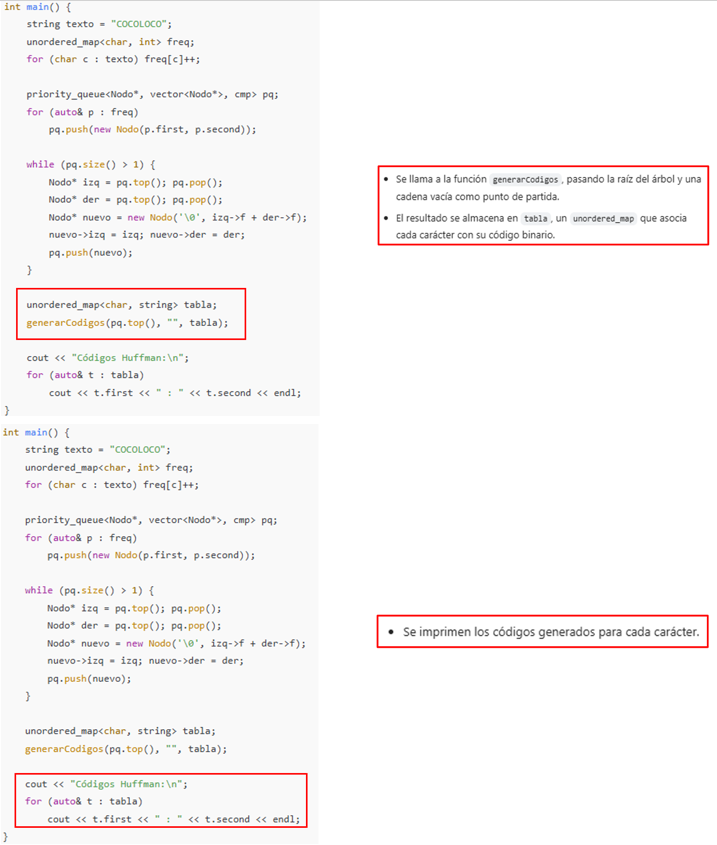 int main() {
    string texto = "COCOLOCO";
    unordered_map<char, int> freq;
    for (char c : texto) freq[c]++;
    priority_queue<Nodo*, vector<Nodo*>, cmp> pq;
    for (auto& p : freq)
        pq.push(new Nodo(p.first, p.second));
    while (pq.size() > 1) {
        Nodo* izq = pq.top(); pq.pop();
        Nodo* der = pq.top(); pq.pop();
        Nodo* nuevo = new Nodo('\0', izq->f + der->f);
        nuevo->izq = izq; nuevo->der = der;
        pq.push(nuevo);
    }
    unordered_map<char, string> tabla;
    generarCodigos(pq.top(), "", tabla);
    cout << "Códigos Huffman:\n";
    for (auto& t : tabla)
        cout << t.first << " : " << t.second << endl;
}
• Se llama a la función generarCodigos, pasando la raíz del árbol y una
cadena vacía como punto de partida.
• El resultado se almacena en tabla, un unordered_map que asocia
cada carácter con su código binario.
int main() {
    string texto = "COCOLOCO";
    unordered_map<char, int> freq;
    for (char c : texto) freq[c]++;
    priority_queue<Nodo*, vector<Nodo*>, cmp> pq;
    for (auto& p : freq)
        pq.push(new Nodo(p.first, p.second));
    while (pq.size() > 1) {
        Nodo* izq = pq.top(); pq.pop();
        Nodo* der = pq.top(); pq.pop();
        Nodo* nuevo = new Nodo('\0', izq->f + der->f);
        nuevo->izq = izq; nuevo->der = der;
        pq.push(nuevo);
    }
    unordered_map<char, string> tabla;
    generarCodigos(pq.top(), "", tabla);
    cout << "Códigos Huffman:\n";
    for (auto& t : tabla)
        cout << t.first << " : " << t.second << endl;
}
• Se imprimen los códigos generados para cada carácter.